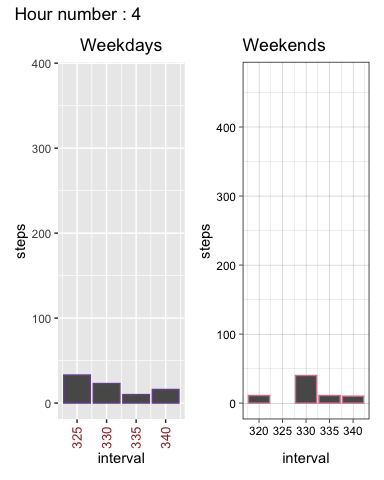 Hour number : 4
Weekdays
400
300
200
100
0
steps
325
330
335
340
interval
Weekends
400
300
200
100
0
steps
320 325 330 335 340
interval